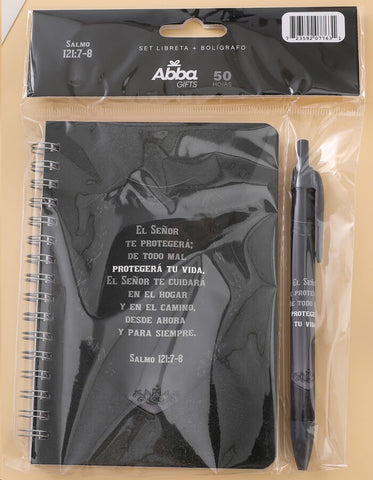 Salmo
121:7-8
SET LIBRETA + BOLÍGRAFO
Abba
GIFTS
50
HOJAS
El Señor
te protegerá;
de todo mal
protegerá tu vida.
El Señor te cuidará
en el hogar
y en el camino,
desde ahora
y para siempre.
Salmo 121:7-8
El Señor
te protegerá;
de todo mal
protegerá
tu vida.